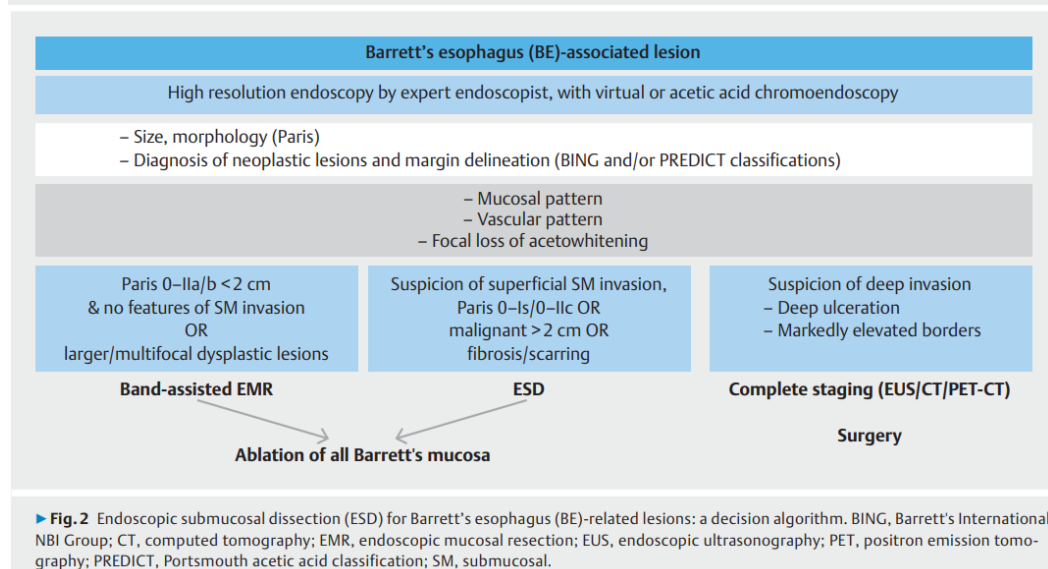 Barrett's esophagus (BE)-associated lesion
High resolution endoscopy by expert endoscopist, with virtual or acetic acid chromoendoscopy
– Size, morphology (Paris)
– Diagnosis of neoplastic lesions and margin delineation (BING and/or PREDICT classifications)
– Mucosal pattern
– Vascular pattern
– Focal loss of acetowhitening
Paris 0–IIa/b < 2 cm
& no features of SM invasion
OR
larger/multifocal dysplastic lesions
Band-assisted EMR
Suspicion of superficial SM invasion,
Paris 0–Is/0–IIc OR
malignant > 2 cm OR
fibrosis/scarring
ESD
Suspicion of deep invasion
– Deep ulceration
– Markedly elevated borders
Complete staging (EUS/CT/PET-CT)
Surgery
Ablation of all Barrett's mucosa
▶ Fig. 2 Endoscopic submucosal dissection (ESD) for Barrett's esophagus (BE)-related lesions: a decision algorithm. BING, Barrett's International
NBI Group; CT, computed tomography; EMR, endoscopic mucosal resection; EUS, endoscopic ultrasonography; PET, positron emission tomo-
graphy; PREDICT, Portsmouth acetic acid classification; SM, submucosal.